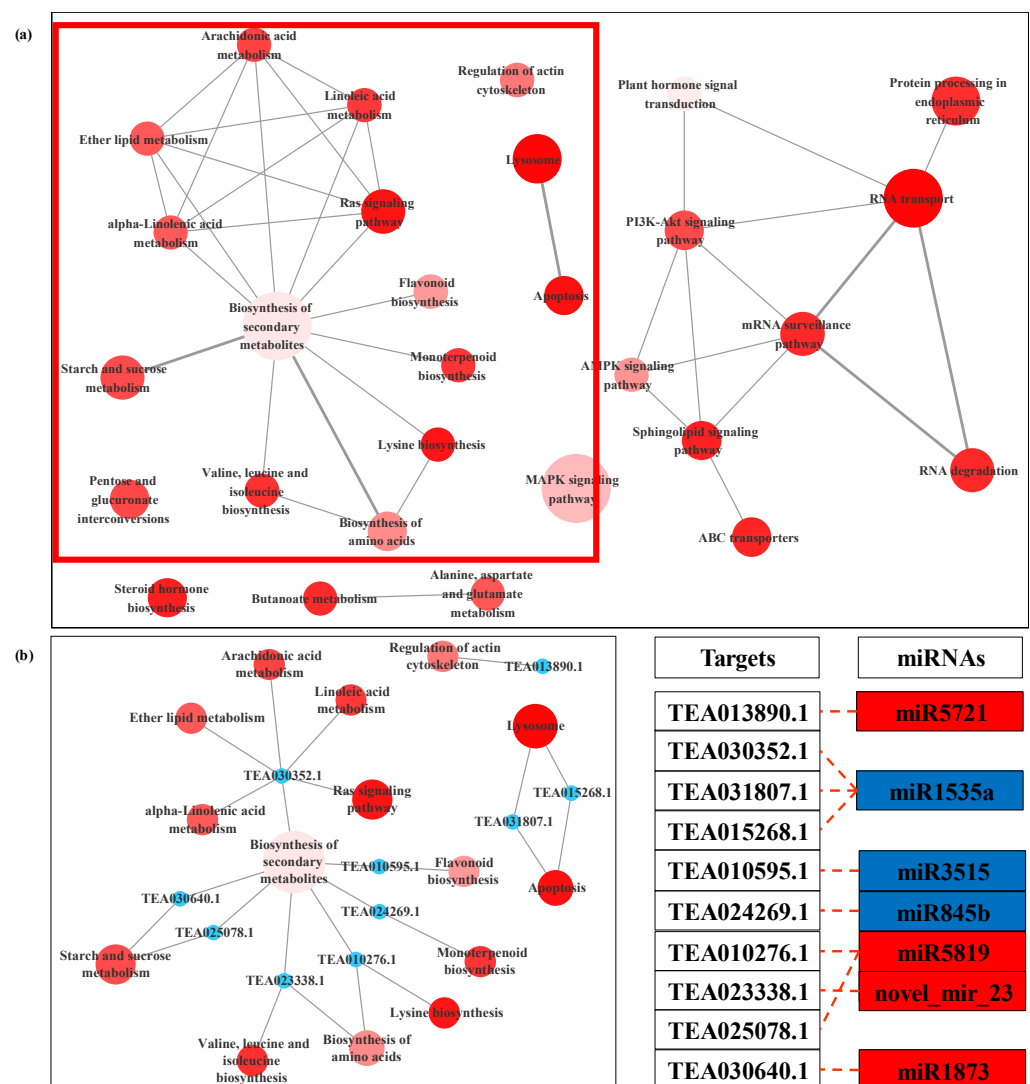 (a)
Arachidonic acid
metabolism
Regulation of actin
cytoskeleton
Plant hormone signal
transduction
Protein processing in
endoplasmic
reticulum
Linoleic acid
metabolism
Ether lipid metabolism
Lysosome
RNA transport
Ras signaling
pathway
alpha-Linolenic acid
metabolism
PI3K-Akt signaling
pathway
Flavonoid
biosynthesis
Apoptosis
Biosynthesis of
secondary
metabolites
mRNA surveillance
pathway
Starch and sucrose
metabolism
Monoterpenoid
biosynthesis
AMPK signaling
pathway
Lysine biosynthesis
Sphingolipid signaling
pathway
RNA degradation
Pentose and
glucuronate
interconversions
Valine, leucine and
isoleucine
biosynthesis
MAPK signaling
pathway
Biosynthesis of
amino acids
ABC transporters
Steroid hormone
biosynthesis
Butanoate metabolism
Alanine, aspartate
and glutamate
metabolism
(b)
Arachidonic acid
metabolism
Regulation of actin
cytoskeleton
TEA013890.1
Linoleic acid
metabolism
Ether lipid metabolism
Lysosome
TEA030352.1
Ras signaling
pathway
TEA015268.1
alpha-Linolenic acid
metabolism
TEA031807.1
Biosynthesis of
secondary
metabolites
TEA010595.1
Flavonoid
biosynthesis
Apoptosis
TEA030640.1
TEA024269.1
TEA025078.1
Starch and sucrose
metabolism
TEA010276.1
Monoterpenoid
biosynthesis
TEA023338.1
Lysine biosynthesis
Valine, leucine and
isoleucine
biosynthesis
Biosynthesis of
amino acids
Targets miRNAs
TEA013890.1 miR5721
TEA030352.1
TEA031807.1 miR1535a
TEA015268.1
TEA010595.1 miR3515
TEA024269.1 miR845b
TEA010276.1 miR5819
TEA023338.1 novel_mir_23
TEA025078.1
TEA030640.1 miR1873